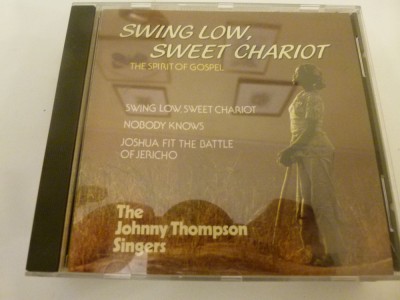 SWING LOW,
SWEET CHARIOT
THE SPIRIT OF GOSPEL
SWING LOW SWEET CHARIOT
NOBODY KNOWS
JOSHUA FIT THE BATTLE
OF JERICHO
The
Johnny Thompson
Singers